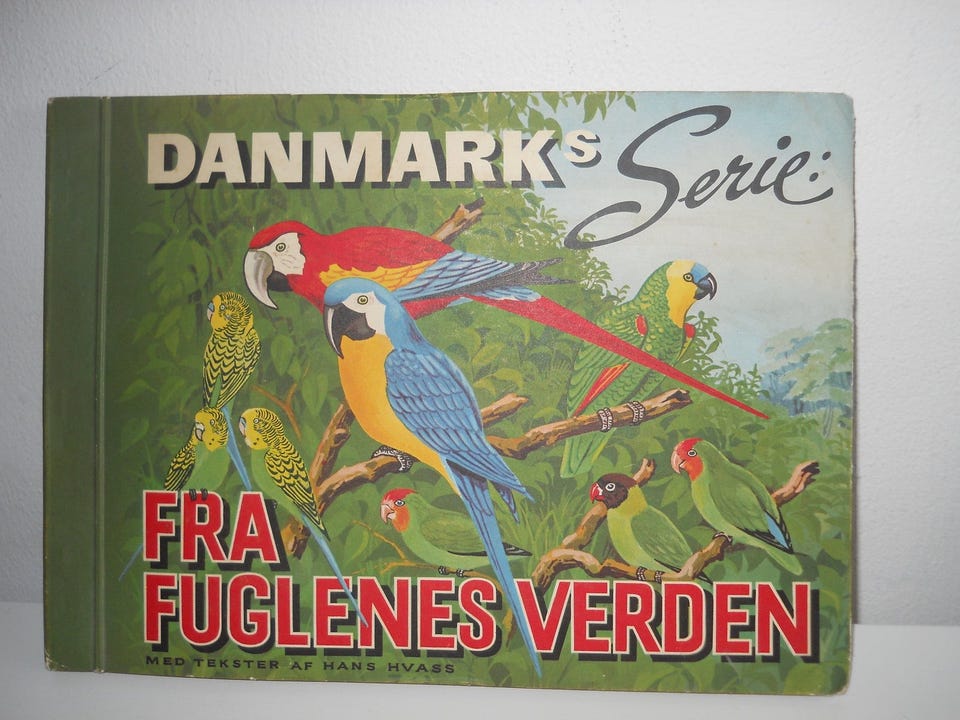 DANMARKs Serie:
FRA
FUGLENES VERDEN
MED TEKSTER AF HANS HVASS